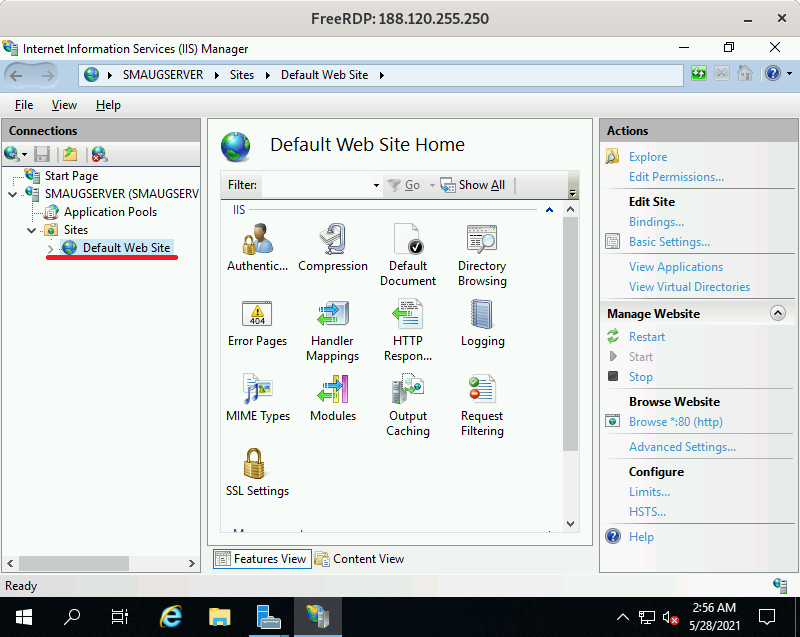 FreeRDP: 188.120.255.250
Internet Information Services (IIS) Manager
SMAUGSERVER
Sites
Default Web Site
File
View
Help
Connections
Start Page
SMAUGSERVER (SMAUGSERV
Application Pools
Sites
Default Web Site
Default Web Site Home
Filter:
Go
Show All
IIS
Authentic...
Compression
Default
Document
Directory
Browsing
Error Pages
404
Handler
Mappings
HTTP
Respon...
Logging
MIME Types
Modules
Output
Caching
Request
Filtering
SSL Settings
Features View
Content View
Actions
Explore
Edit Permissions...
Edit Site
Bindings...
Basic Settings...
View Applications
View Virtual Directories
Manage Website
Restart
Start
Stop
Browse Website
Browse *:80 (http)
Advanced Settings...
Configure
Limits...
HSTS...
Help
Ready
2:56 AM
5/28/2021